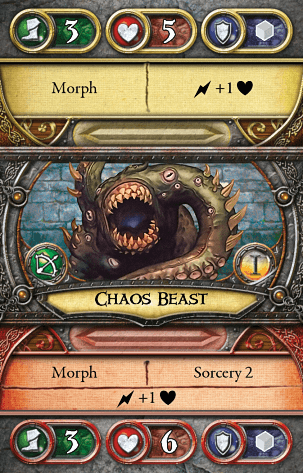 3 5
Morph +1
CHAOS BEAST
I
Morph Sorcery 2
+1
3 6